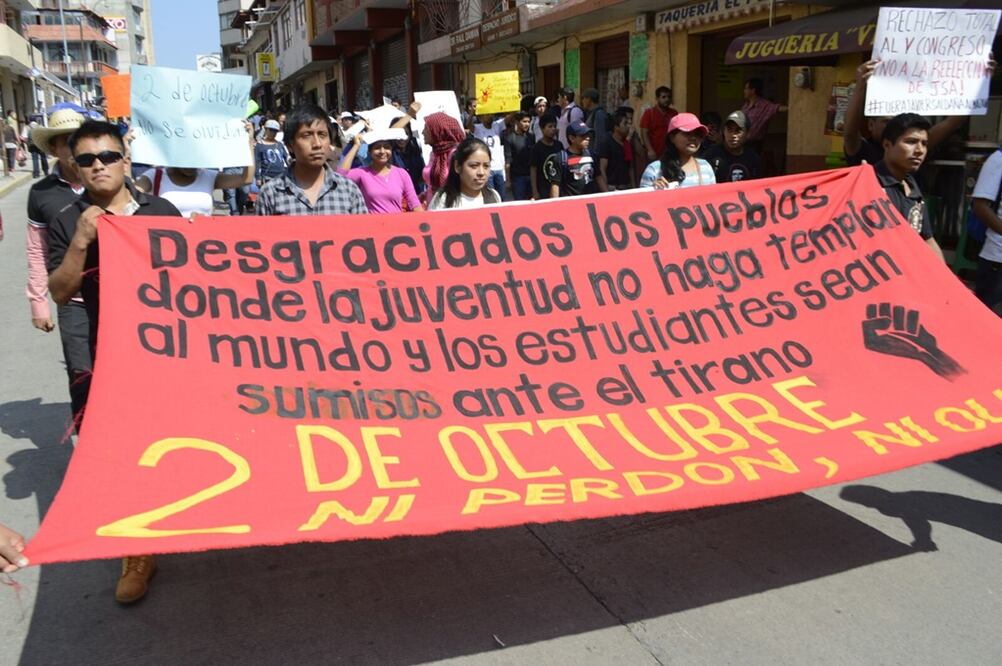 TAQUERIA EL
JUGUERIA "V
2 de octubre
No se olvida
RECHAZO TOTAL
AL V CONGRESO
NO A LA REELECCION
DE JSA!
Desgraciados los pueblos
donde la juventud no haga templar
al mundo y los estudiantes sean
sumisos ante el tirano
2 DE OCTUBRE
NI PERDON, NI OL